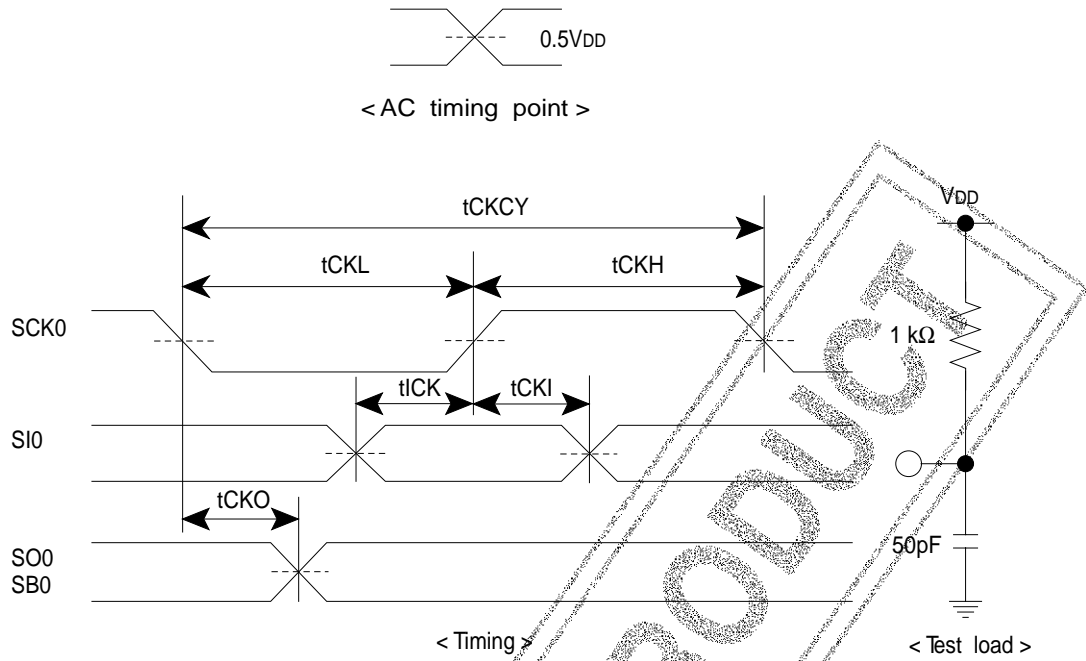 0.5VDD
< AC timing point >
VDD
tCKCY
tCKL
tCKH
SCK0
1 kΩ
tICK
tCKI
SI0
tCKO
SO0
SB0
50pF
< Timing >
< Test load >
PRODUCT